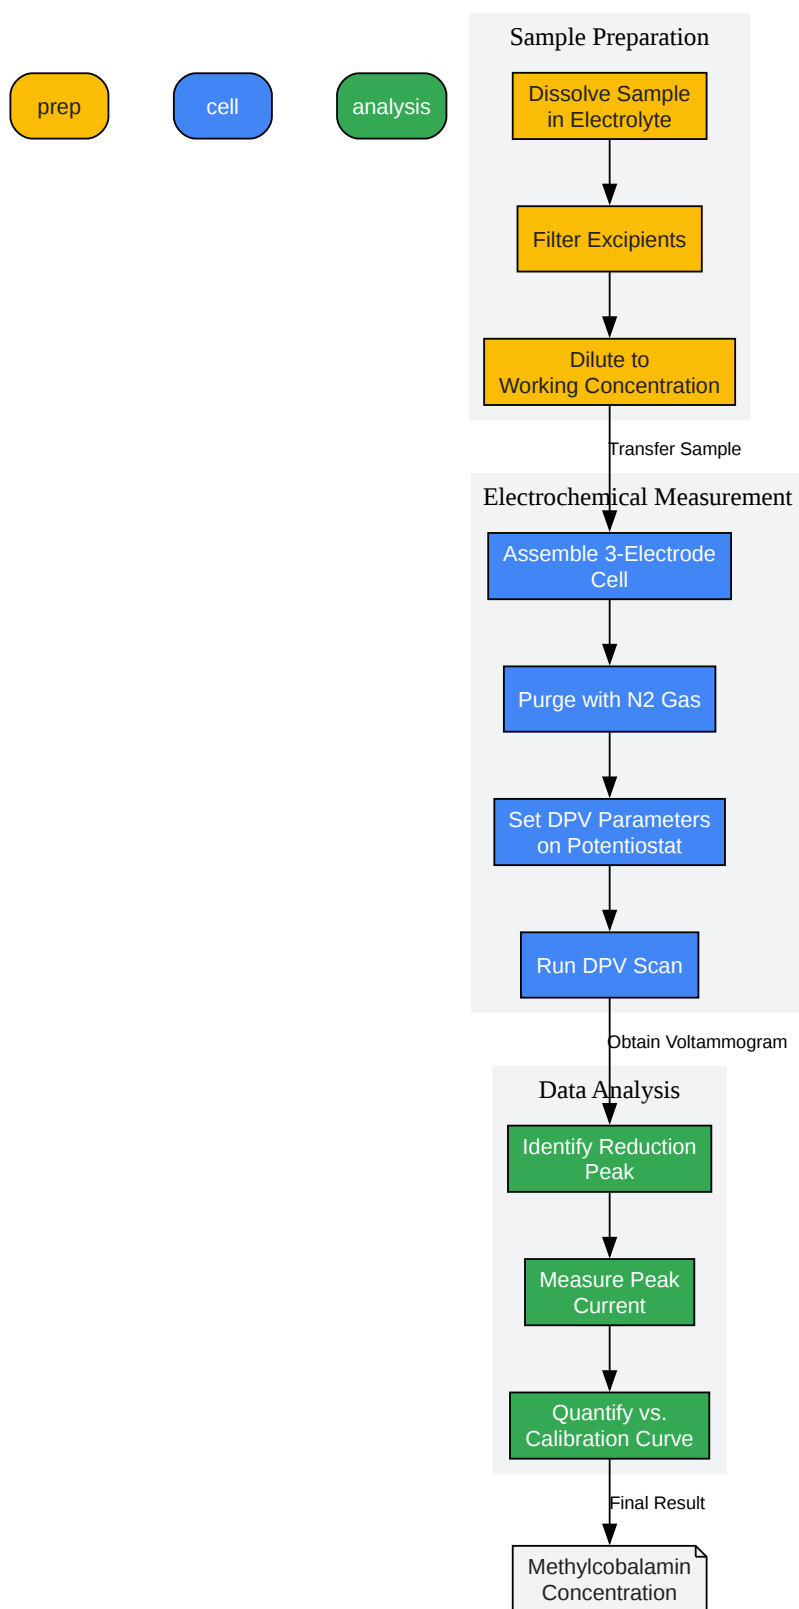 Sample Preparation
prep
cell
analysis
Dissolve Sample
in Electrolyte
Filter Excipients
Dilute to
Working Concentration
Transfer Sample
Electrochemical Measurement
Assemble 3-Electrode
Cell
Purge with N2 Gas
Set DPV Parameters
on Potentiostat
Run DPV Scan
Obtain Voltammogram
Data Analysis
Identify Reduction
Peak
Measure Peak
Current
Quantify vs.
Calibration Curve
Final Result
Methylcobalamin
Concentration